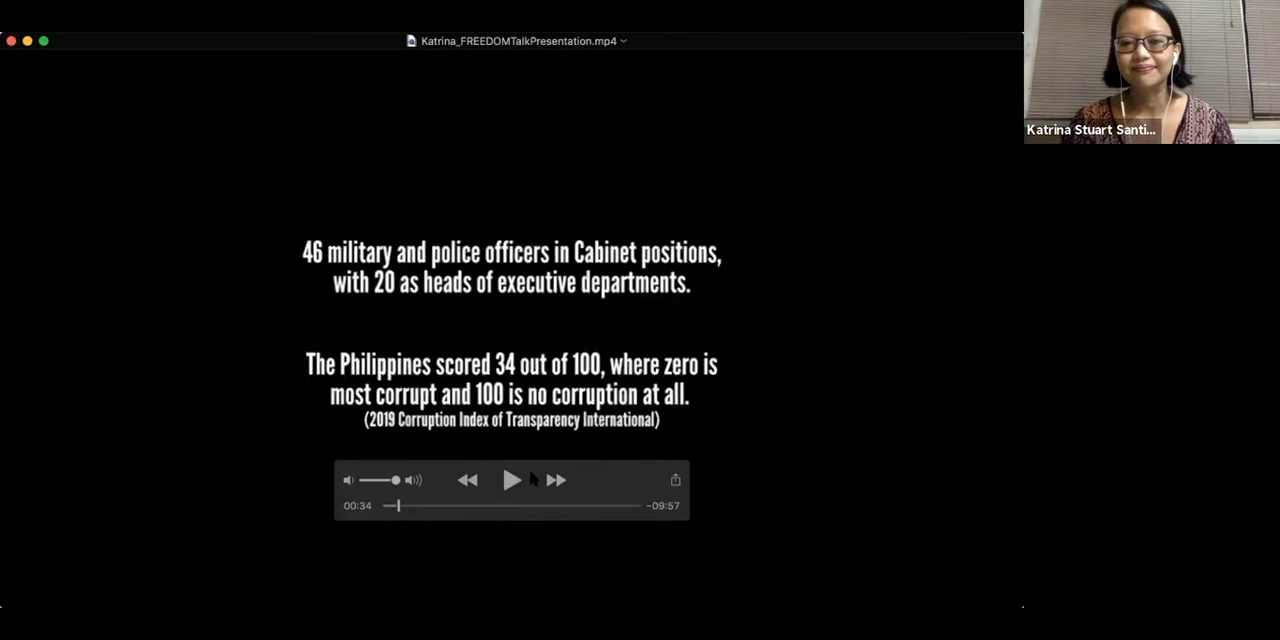 Katrina_FREEDOMTalkPresentation.mp4
Katrina Stuart Santi...
46 military and police officers in Cabinet positions,
with 20 as heads of executive departments.
The Philippines scored 34 out of 100, where zero is
most corrupt and 100 is no corruption at all.
(2019 Corruption Index of Transparency International)
00:34
-09:57